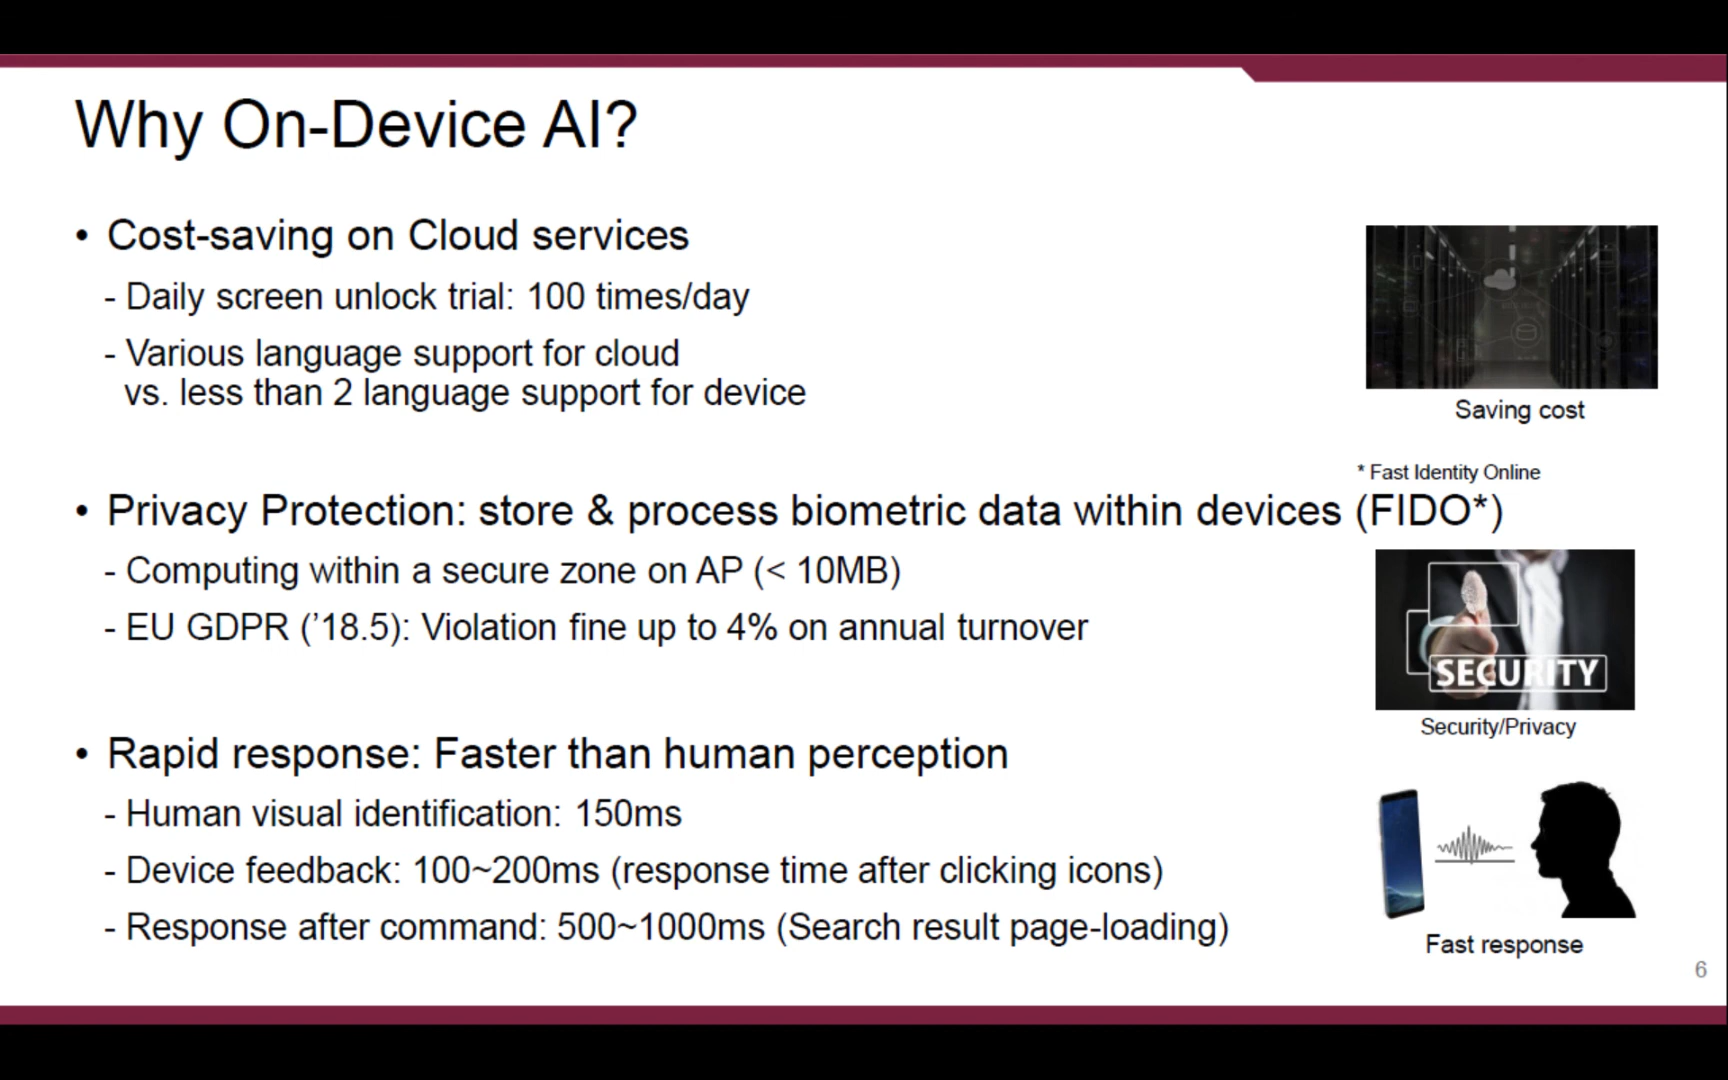 Why On-Device AI?
• Cost-saving on Cloud services
- Daily screen unlock trial: 100 times/day
- Various language support for cloud
vs. less than 2 language support for device
Saving cost
* Fast Identity Online
• Privacy Protection: store & process biometric data within devices (FIDO*)
- Computing within a secure zone on AP (< 10MB)
- EU GDPR (’18.5): Violation fine up to 4% on annual turnover
SECURITY
Security/Privacy
• Rapid response: Faster than human perception
- Human visual identification: 150ms
- Device feedback: 100~200ms (response time after clicking icons)
- Response after command: 500~1000ms (Search result page-loading)
Fast response
6